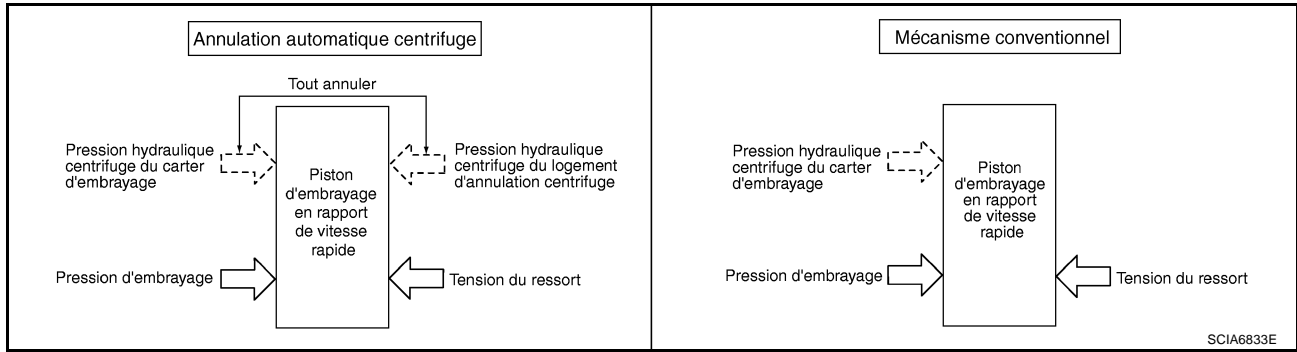 Annulation automatique centrifuge
Tout annuler
Pression hydraulique
centrifuge du carter
d'embrayage
Piston
d'embrayage
en rapport
de vitesse
rapide
Pression hydraulique
centrifuge du logement
d'annulation centrifuge
Pression d'embrayage
Tension du ressort
Mécanisme conventionnel
Pression hydraulique
centrifuge du carter
d'embrayage
Piston
d'embrayage
en rapport
de vitesse
rapide
Pression d'embrayage
Tension du ressort
SCIA6833E